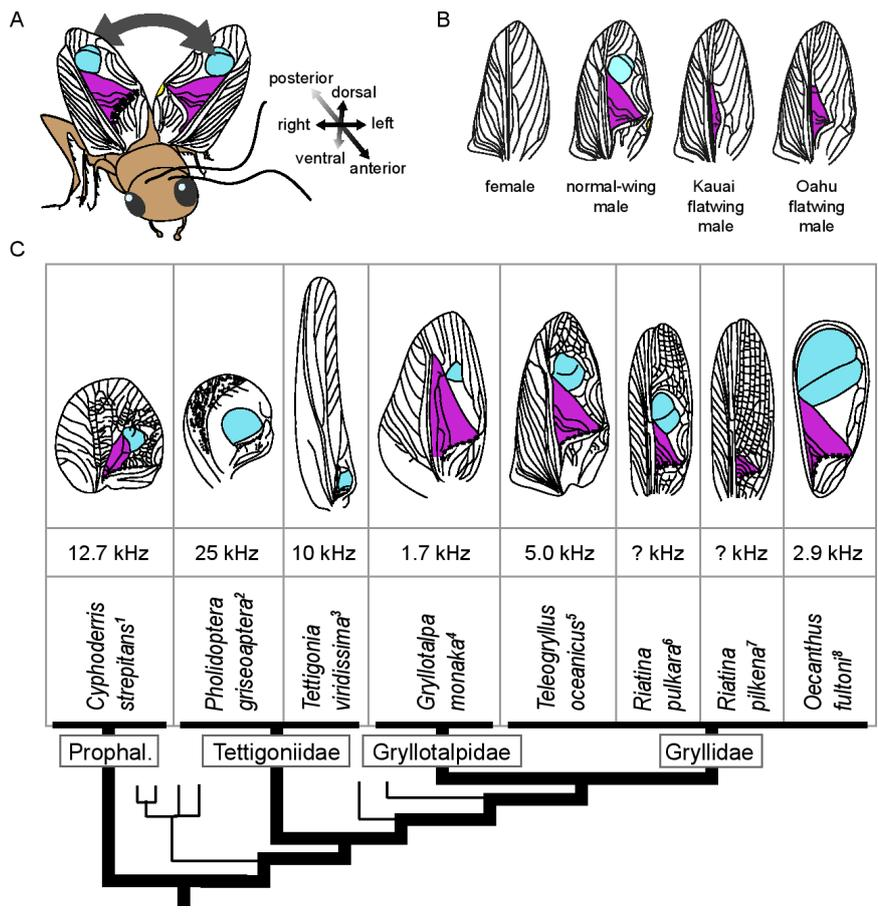 A
B
posterior
dorsal
right
left
ventral
anterior
female
normal-wing
male
Kauai
flatwing
male
Oahu
flatwing
male
C
12.7 kHz
25 kHz
10 kHz
1.7 kHz
5.0 kHz
? kHz
? kHz
2.9 kHz
Cyphoderris
strepitans¹
Pholidoptera
griseoaptera²
Tettigonia
viridissima³
Gryllotalpa
monaka⁴
Teleogryllus
oceanicus⁵
Riatina
pulkara⁶
Riatina
pilkena⁷
Oecanthus
fultoni⁸
Prophal.
Tettigoniidae
Gryllotalpidae
Gryllidae